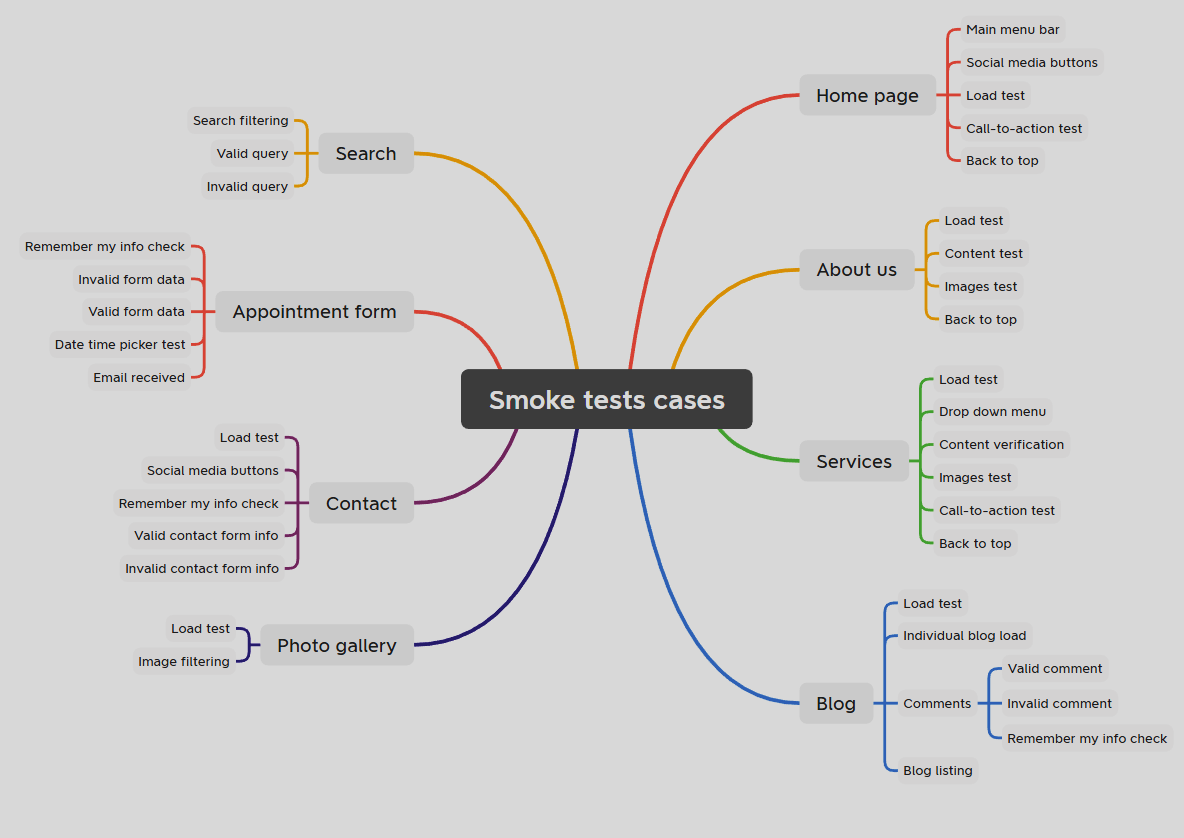 Smoke tests cases
Home page
Main menu bar
Social media buttons
Load test
Call-to-action test
Back to top
About us
Load test
Content test
Images test
Back to top
Services
Load test
Drop down menu
Content verification
Images test
Call-to-action test
Back to top
Blog
Load test
Individual blog load
Comments
Valid comment
Invalid comment
Remember my info check
Blog listing
Search
Search filtering
Valid query
Invalid query
Appointment form
Remember my info check
Invalid form data
Valid form data
Date time picker test
Email received
Contact
Load test
Social media buttons
Remember my info check
Valid contact form info
Invalid contact form info
Photo gallery
Load test
Image filtering